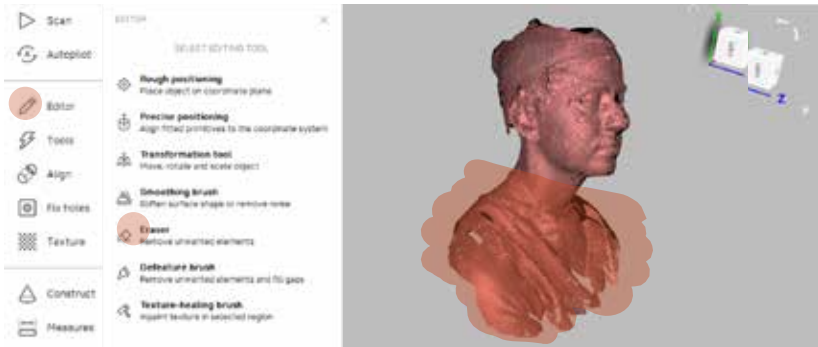 Scan
Autopilot
Editor
Tools
Align
Fix holes
Texture
Construct
Measures
EDITOR
SELECT EDITING TOOL
Rough positioning
Place object on coordinate plane
Precise positioning
Align fitted primitives to the coordinate system
Transformation tool
Move, rotate and scale object
Smoothing brush
Soften surface shape or remove noise
Eraser
Remove unwanted elements
Defeature brush
Remove unwanted elements and fill gaps
Texture-healing brush
Inpaint texture in selected region
Z